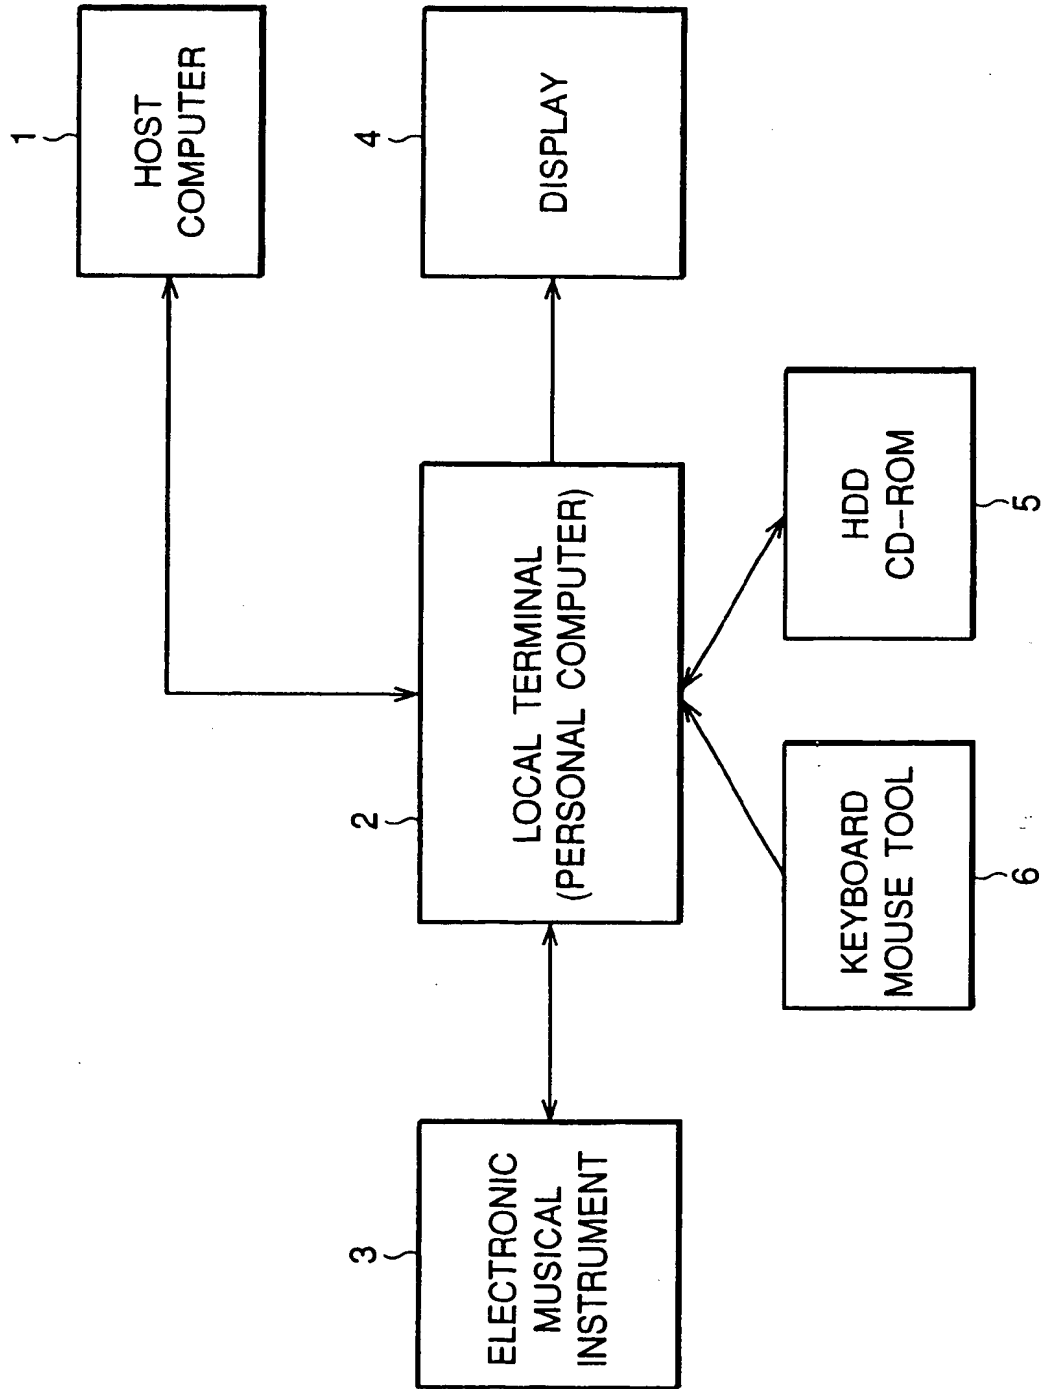 1
HOST
COMPUTER
4
DISPLAY
2
LOCAL TERMINAL
(PERSONAL COMPUTER)
HDD
CD-ROM
5
KEYBOARD
MOUSE TOOL
6
3
ELECTRONIC
MUSICAL
INSTRUMENT